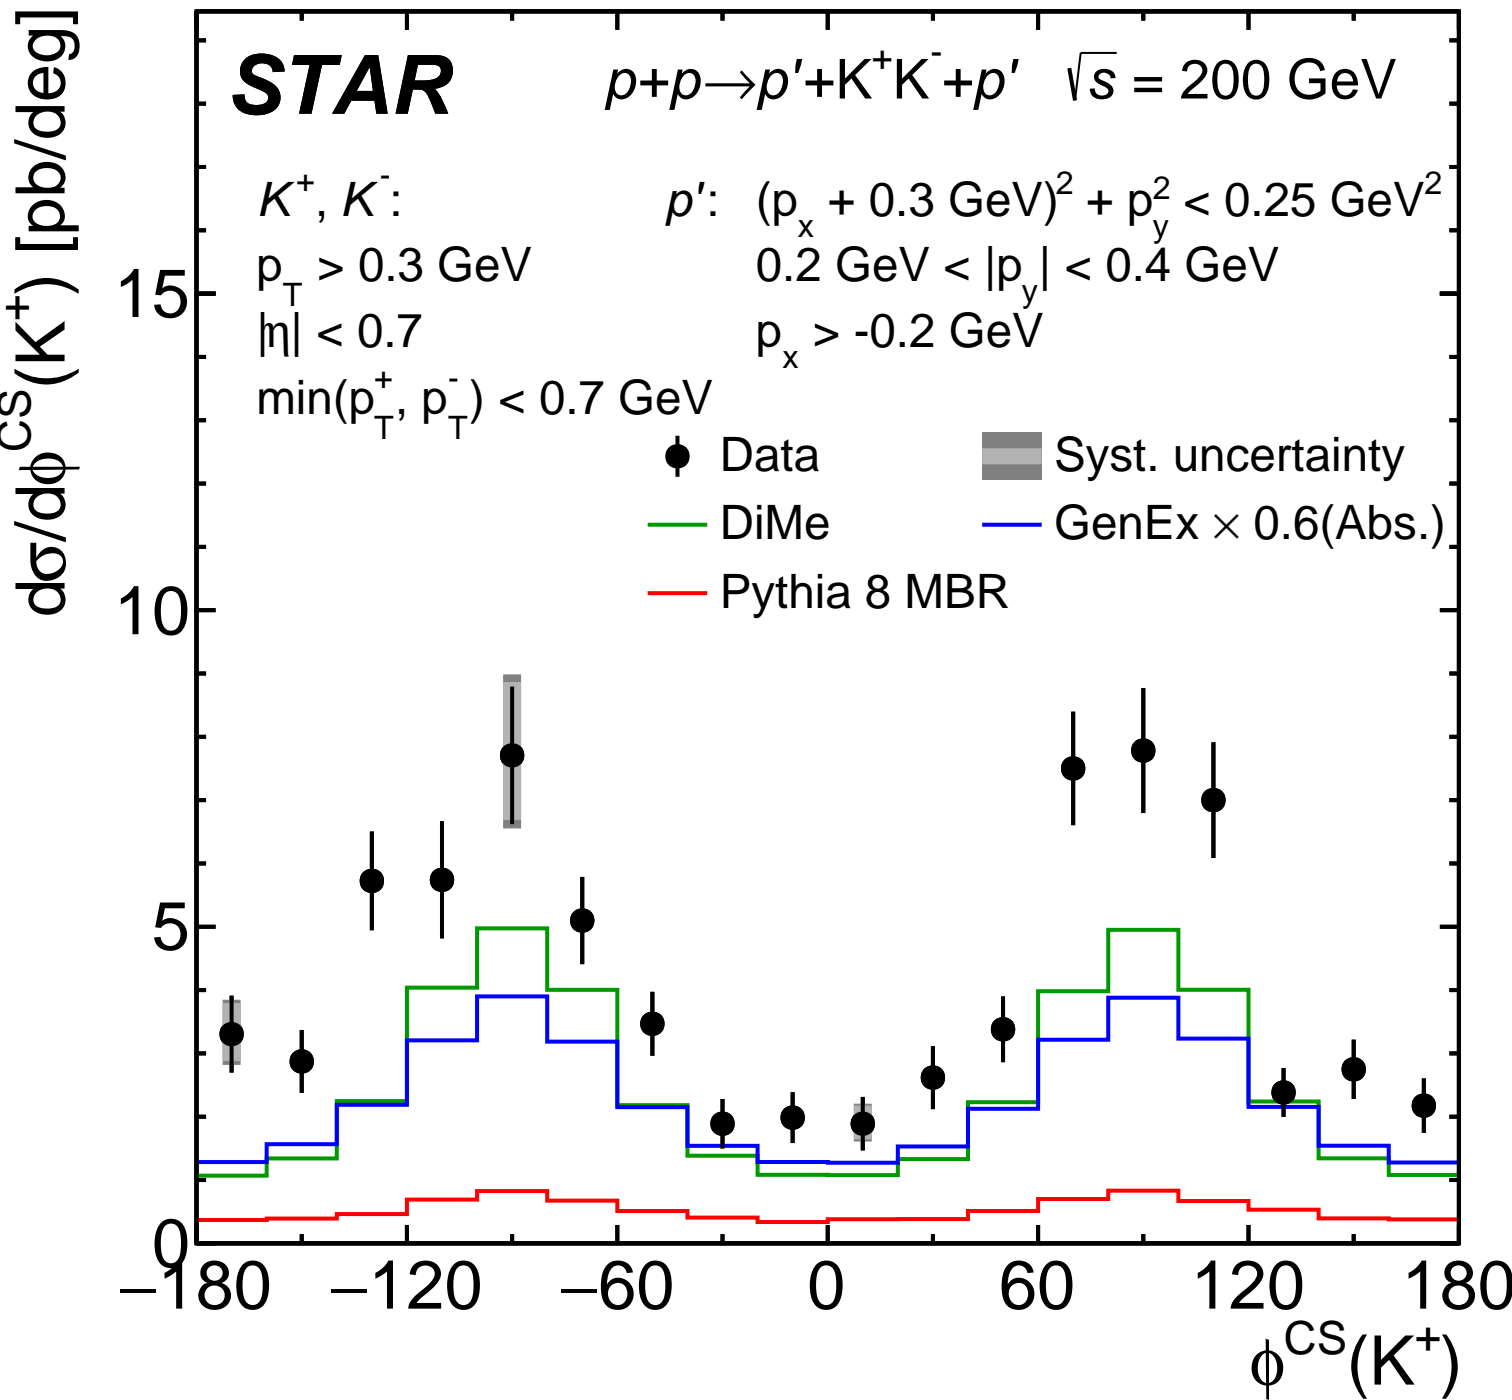 STAR p+p→p′+K⁺K⁻+p′ √s = 200 GeV
K⁺, K⁻: p′: (pₓ + 0.3 GeV)² + p_y² < 0.25 GeV²
p_T > 0.3 GeV 0.2 GeV < |p_y| < 0.4 GeV
|η| < 0.7 pₓ > -0.2 GeV
min(p_T⁺, p_T⁻) < 0.7 GeV
Data Syst. uncertainty
DiMe GenEx × 0.6(Abs.)
Pythia 8 MBR
dσ/dϕ^CS(K⁺) [pb/deg]
15
10
5
0
−180 −120 −60 0 60 120 180
ϕ^CS(K⁺)